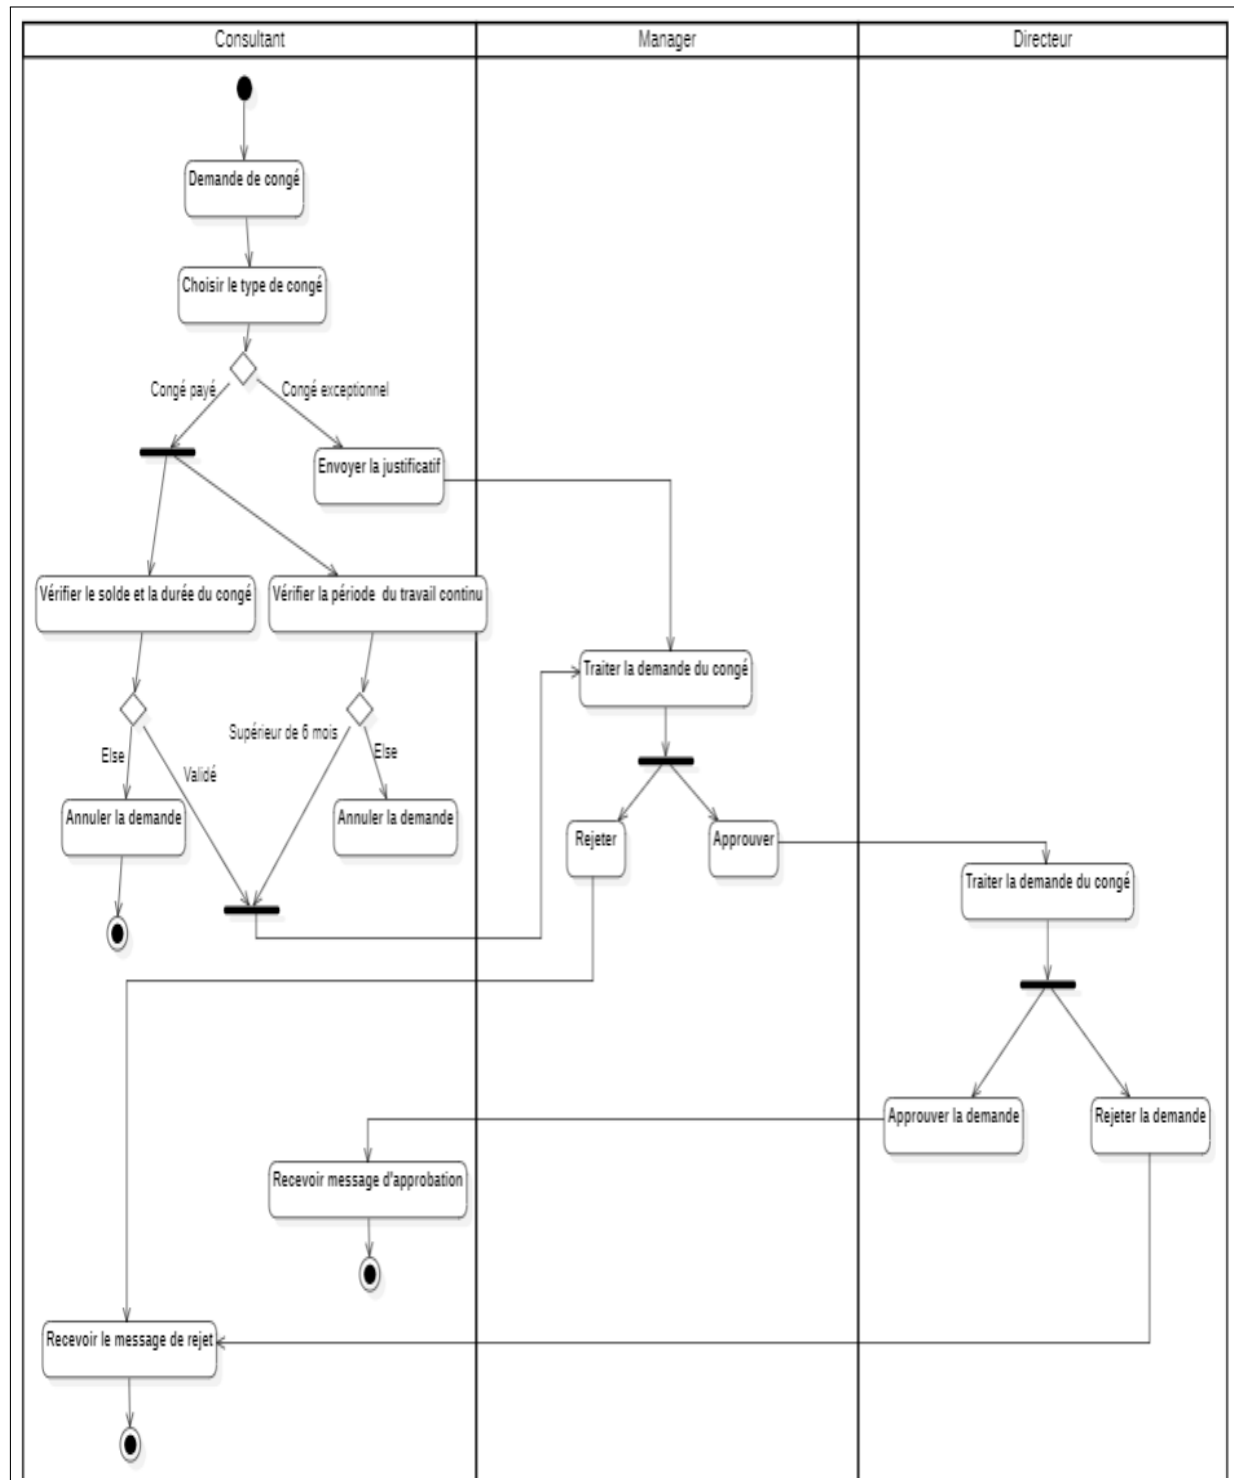 Consultant
Manager
Directeur
Demande de congé
Choisir le type de congé
Congé payé
Congé exceptionnel
Envoyer la justificatif
Vérifier le solde et la durée du congé
Vérifier la période du travail continu
Traiter la demande du congé
Supérieur de 6 mois
Else
Else
Validé
Annuler la demande
Annuler la demande
Rejeter
Approuver
Traiter la demande du congé
Approuver la demande
Rejeter la demande
Recevoir message d'approbation
Recevoir le message de rejet